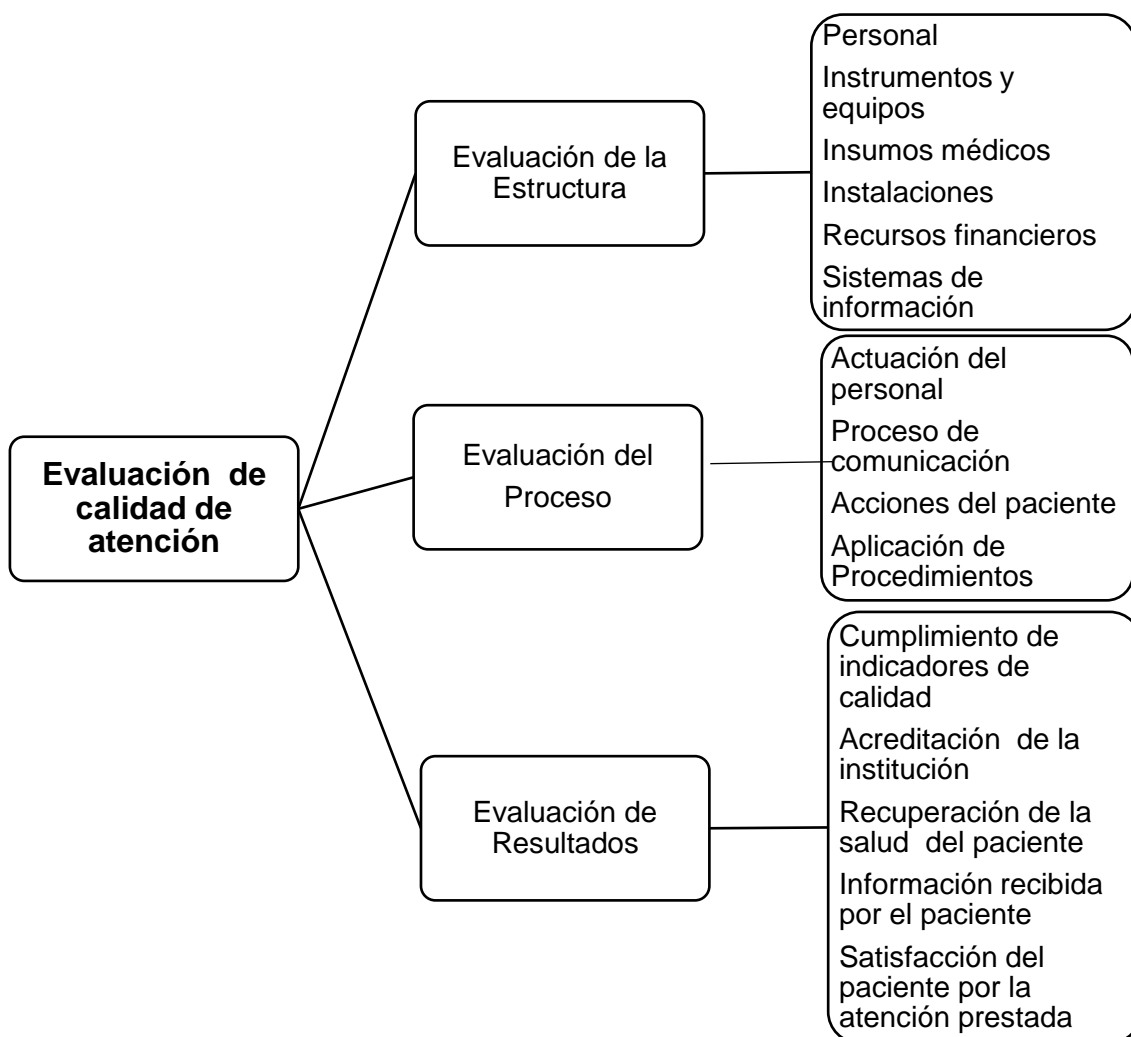 Evaluación de calidad de
atención
Evaluación de la
Estructura
Personal
Instrumentos y
equipos
Insumos médicos
Instalaciones
Recursos financieros
Sistemas de
información
Evaluación del
Proceso
Actuación del
personal
Proceso de
comunicación
Acciones del paciente
Aplicación de
Procedimientos
Evaluación de
Resultados
Cumplimiento de
indicadores de
calidad
Acreditación de la
institución
Recuperación de la
salud del paciente
Información recibida
por el paciente
Satisfacción del
paciente por la
atención prestada